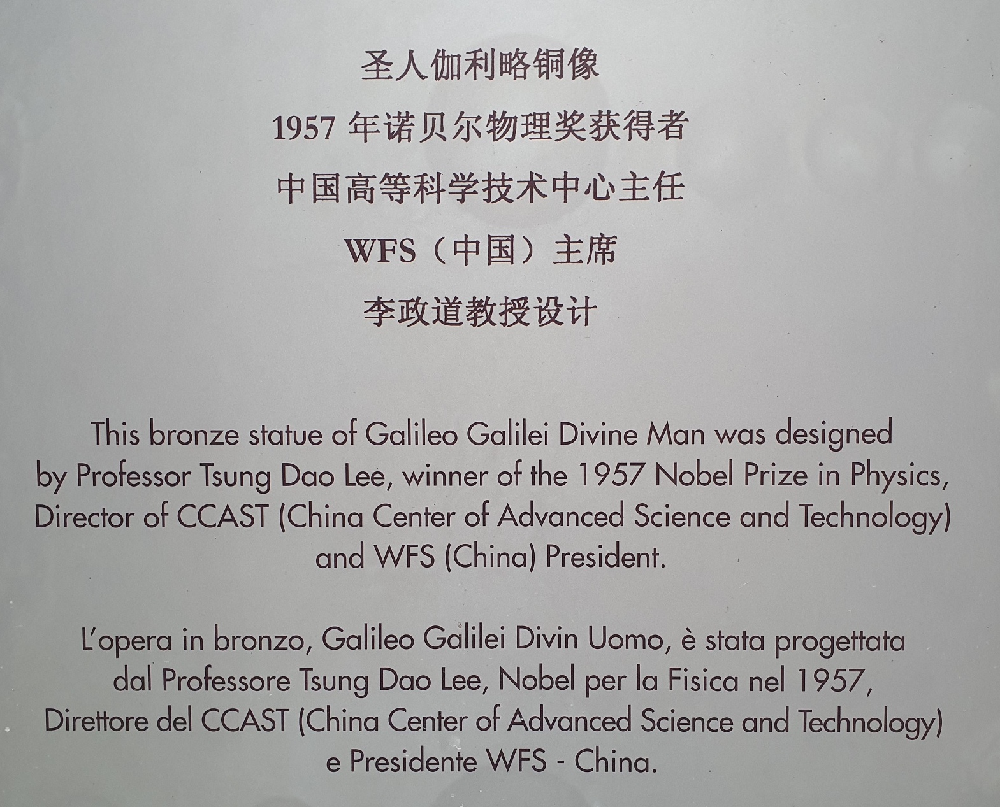 圣人伽利略铜像
1957 年诺贝尔物理奖获得者
中国高等科学技术中心主任
WFS（中国）主席
李政道教授设计
This bronze statue of Galileo Galilei Divine Man was designed
by Professor Tsung Dao Lee, winner of the 1957 Nobel Prize in Physics,
Director of CCAST (China Center of Advanced Science and Technology)
and WFS (China) President.
L'opera in bronzo, Galileo Galilei Divin Uomo, è stata progettata
dal Professore Tsung Dao Lee, Nobel per la Fisica nel 1957,
Direttore del CCAST (China Center of Advanced Science and Technology)
e Presidente WFS - China.